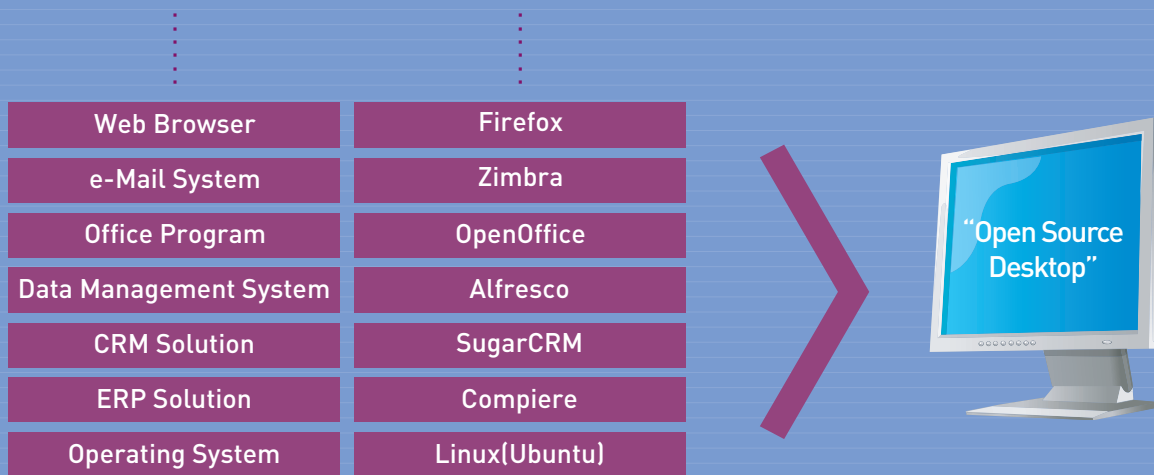 Web Browser
Firefox
e-Mail System
Zimbra
Office Program
OpenOffice
Data Management System
Alfresco
CRM Solution
SugarCRM
ERP Solution
Compiere
Operating System
Linux(Ubuntu)
“Open Source
Desktop”